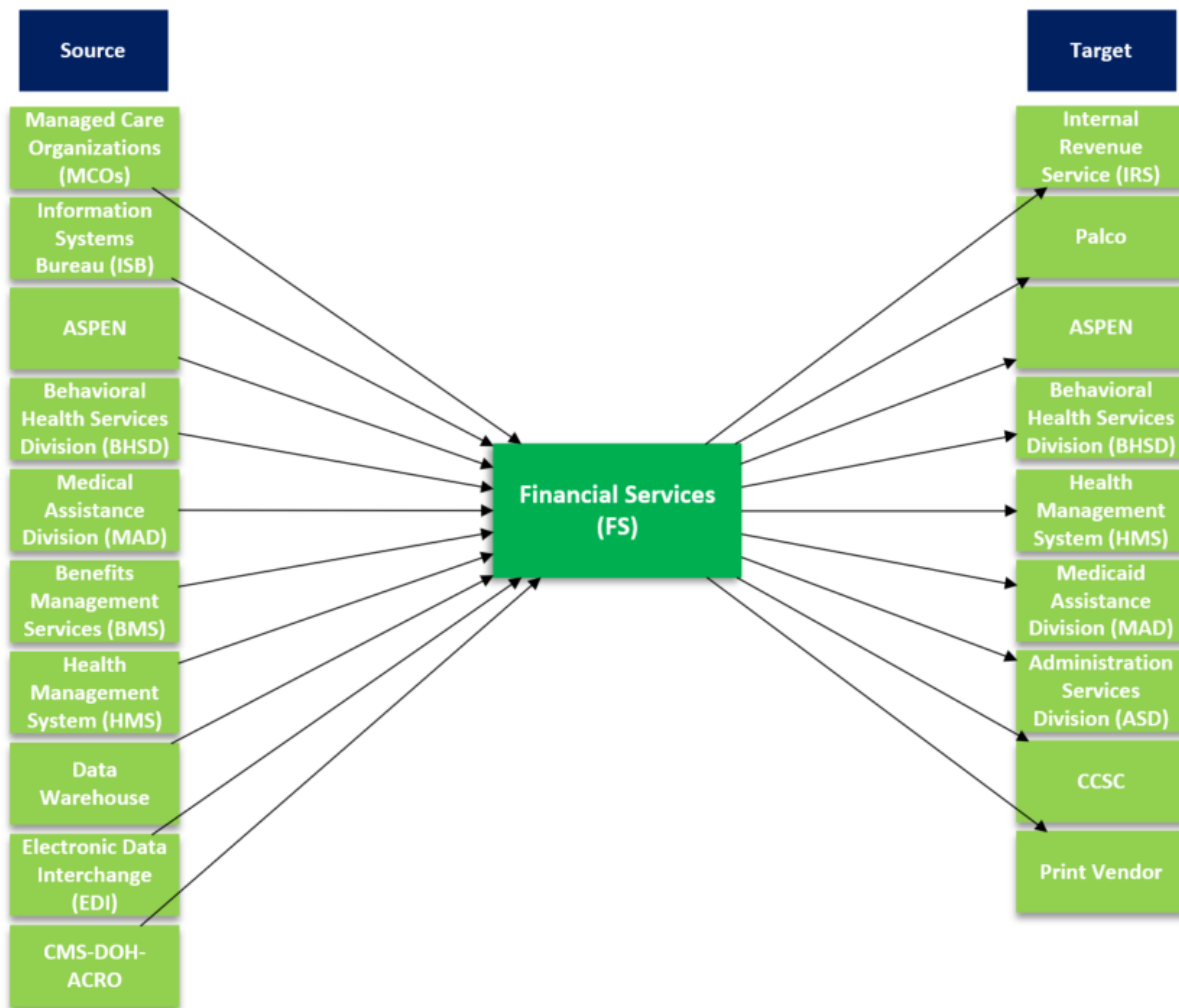 Source
Managed Care
Organizations
(MCOs)
Information
Systems
Bureau (ISB)
ASPEN
Behavioral
Health Services
Division (BHSD)
Medical
Assistance
Division (MAD)
Benefits
Management
Services (BMS)
Health
Management
System (HMS)
Data
Warehouse
Electronic Data
Interchange
(EDI)
CMS-DOH-
ACRO
Financial Services
(FS)
Target
Internal
Revenue
Service (IRS)
Palco
ASPEN
Behavioral
Health Services
Division (BHSD)
Health
Management
System (HMS)
Medicaid
Assistance
Division (MAD)
Administration
Services
Division (ASD)
CCSC
Print Vendor